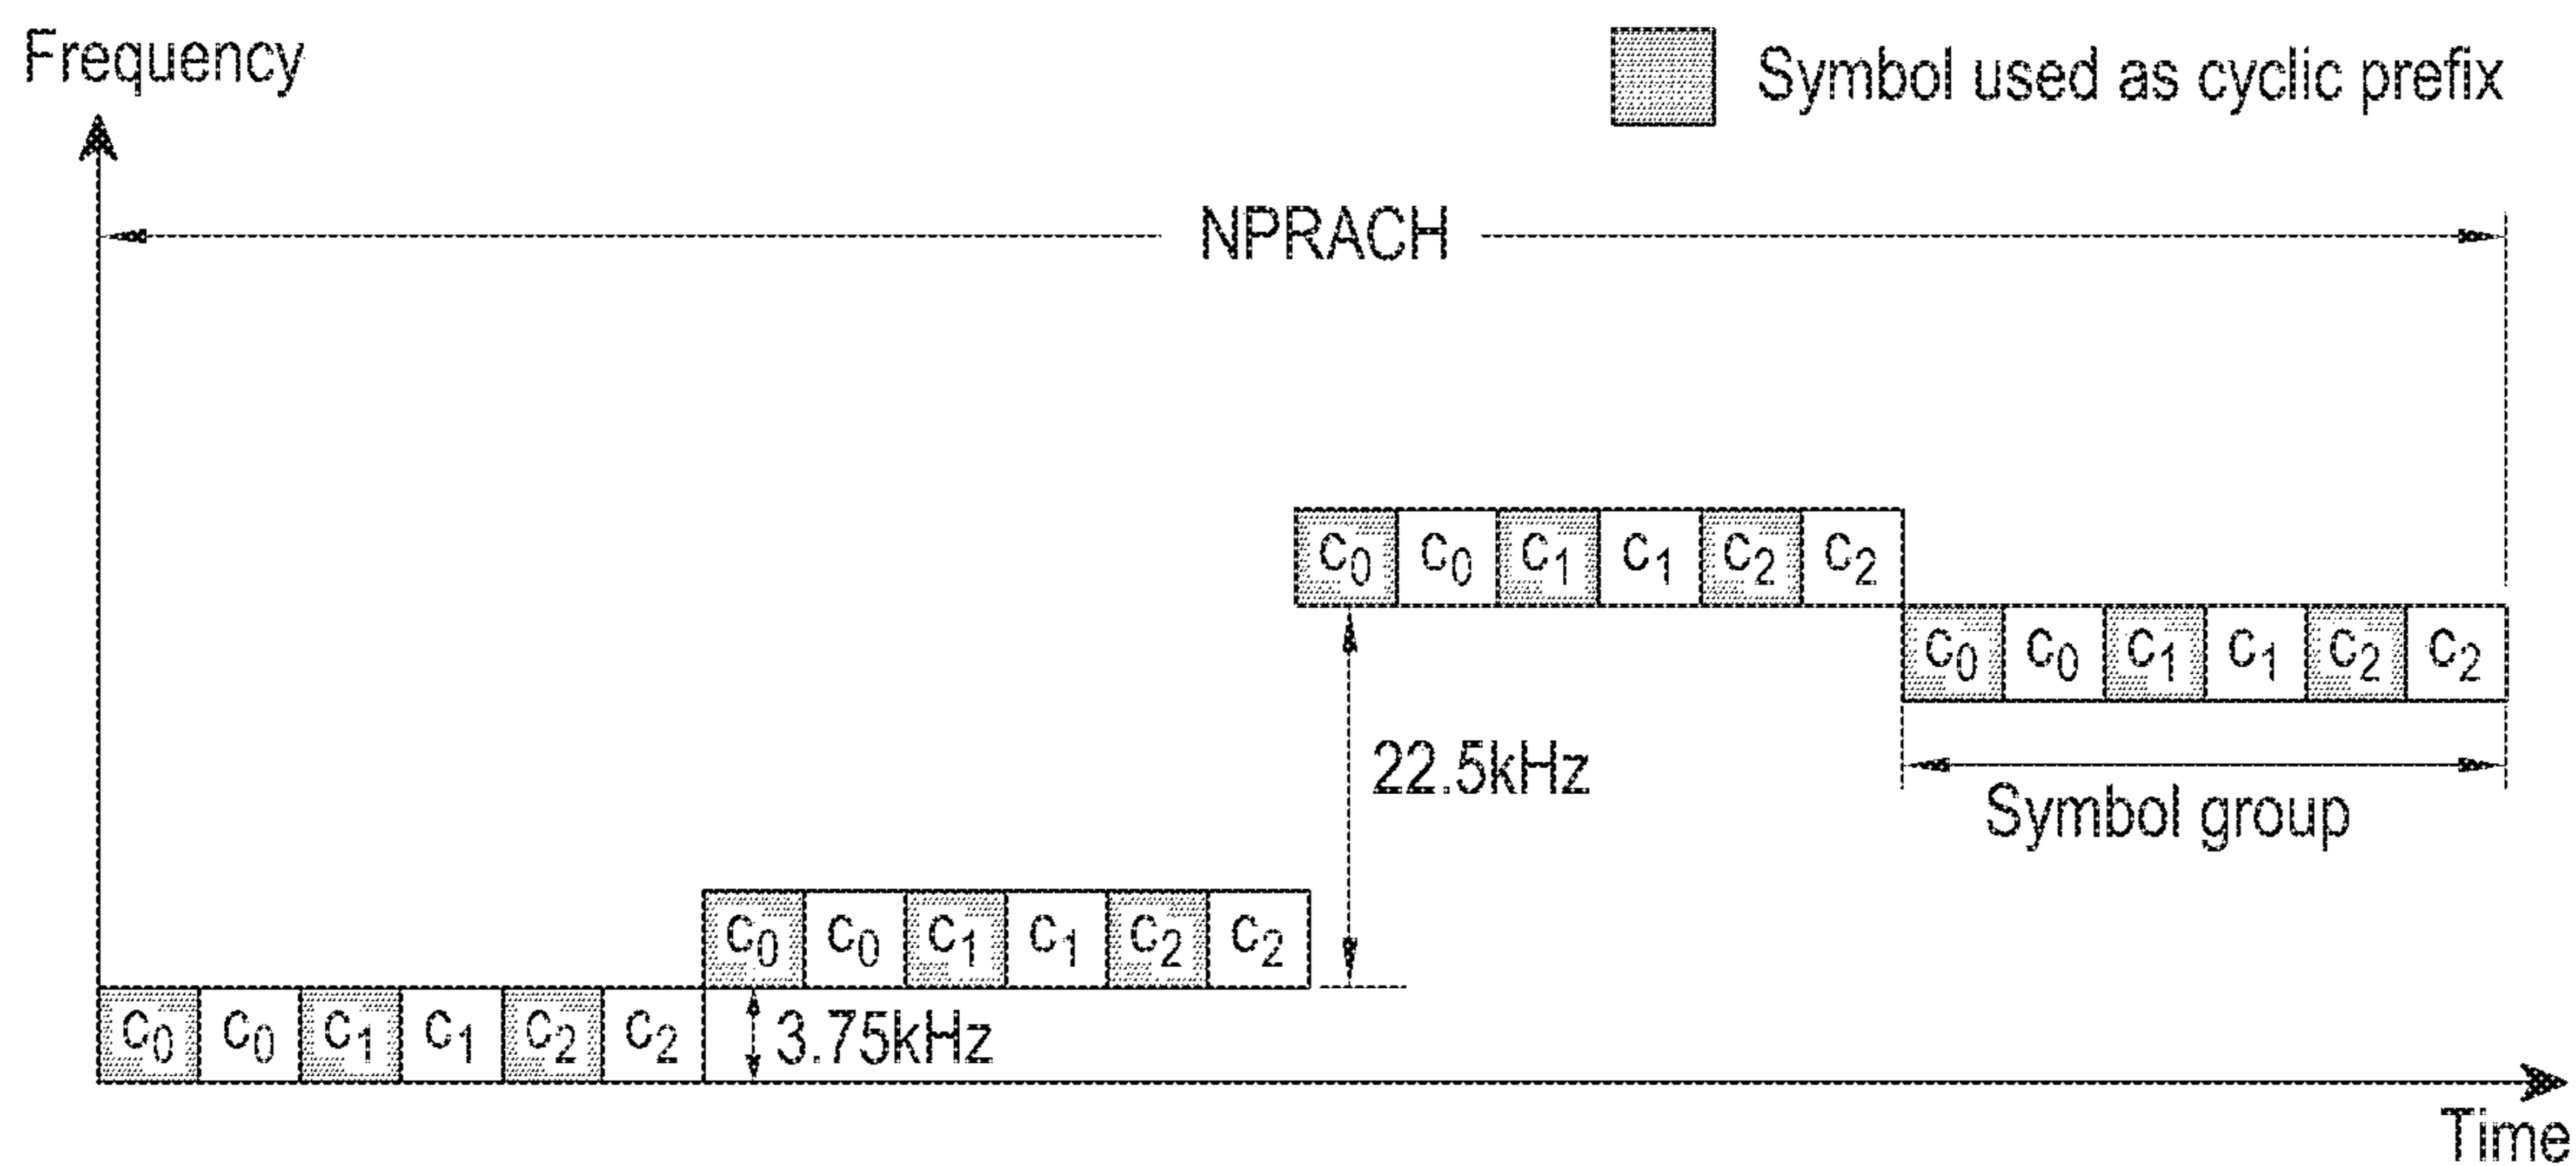 Frequency
Symbol used as cyclic prefix
NPRACH
c₀ c₀ c₁ c₁ c₂ c₂
c₀ c₀ c₁ c₁ c₂ c₂
22.5kHz
Symbol group
c₀ c₀ c₁ c₁ c₂ c₂
c₀ c₀ c₁ c₁ c₂ c₂
3.75kHz
Time